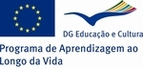 DG Educação e Cultura
Programa de Aprendizagem ao
Longo da Vida